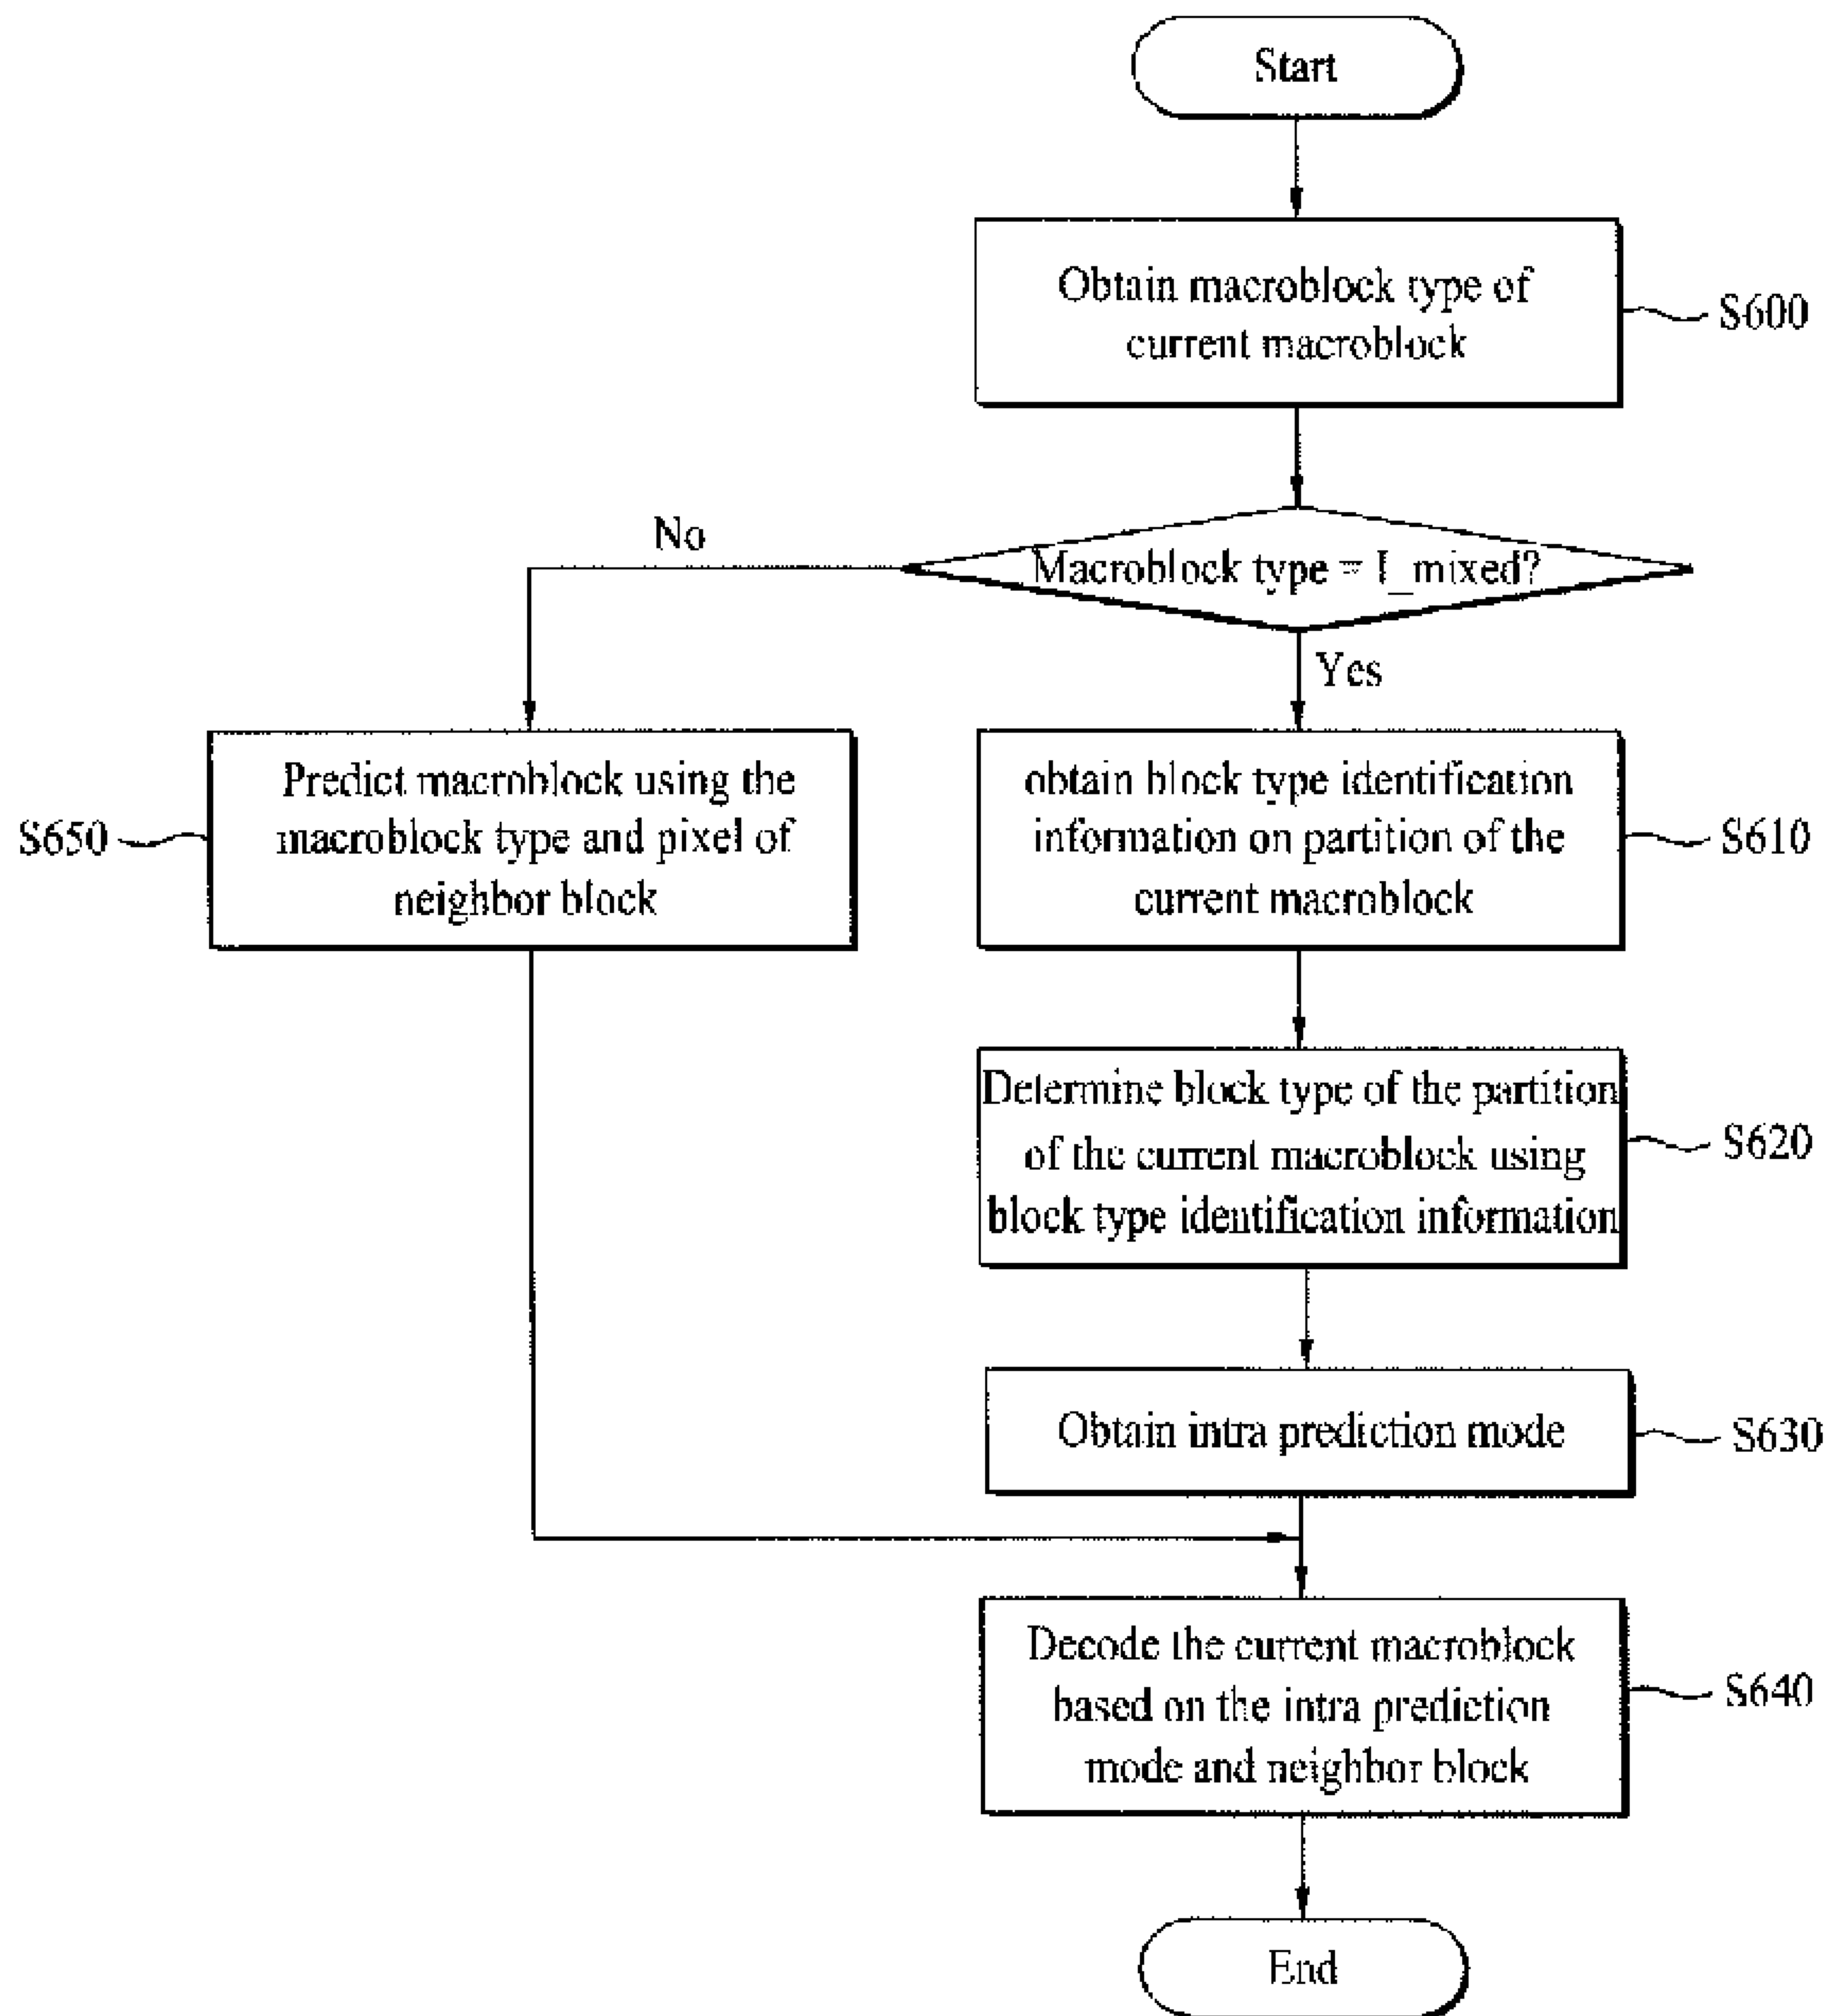 Start
Obtain macroblock type of
current macroblock
S600
No
Macroblock type = I_mixed?
Yes
Predict macroblock using the
macroblock type and pixel of
neighbor block
S650
obtain block type identification
information on partition of the
current macroblock
S610
Determine block type of the partition
of the current macroblock using
block type identification information
S620
Obtain intra prediction mode
S630
Decode the current macroblock
based on the intra prediction
mode and neighbor block
S640
End